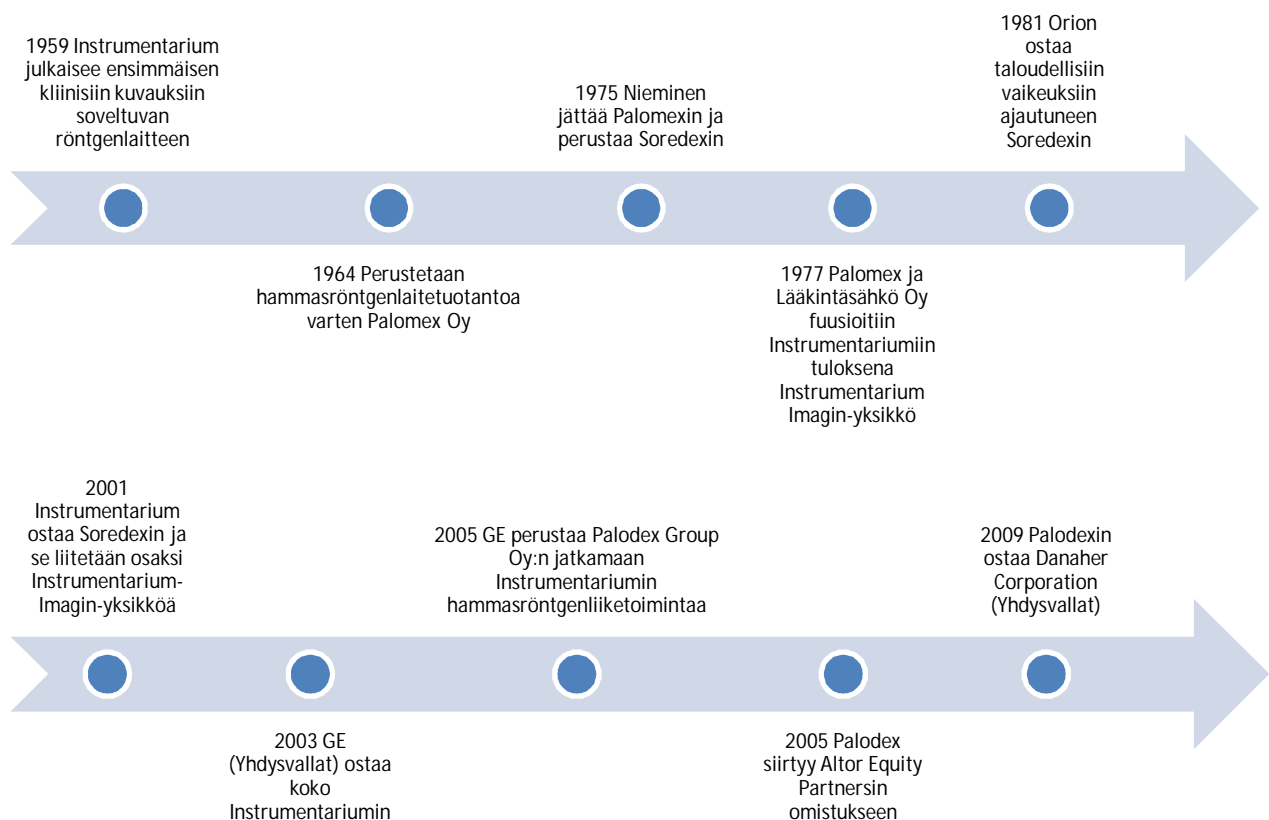 1959 Instrumentarium
julkaisee ensimmäisen
kliinisiin kuvauksiin
soveltuvan
röntgenlaitteen
1964 Perustetaan
hammasröntgenlaitetuotantoa
varten Palomex Oy
1975 Nieminen
jättää Palomexin ja
perustaa Soredexin
1977 Palomex ja
Lääkintäsähkö Oy
fuusioitiin
Instrumentariumiin
tuloksena
Instrumentarium
Imagin-yksikkö
1981 Orion
ostaa
taloudellisiin
vaikeuksiin
ajautuneen
Soredexin
2001
Instrumentarium
ostaa Soredexin ja
se liitetään osaksi
Instrumentarium-
Imagin-yksikköä
2003 GE
(Yhdysvallat) ostaa
koko
Instrumentariumin
2005 GE perustaa Palodex Group
Oy:n jatkamaan
Instrumentariumin
hammasröntgenliiketoimintaa
2005 Palodex
siirtyy Altor Equity
Partnersin
omistukseen
2009 Palodexin
ostaa Danaher
Corporation
(Yhdysvallat)